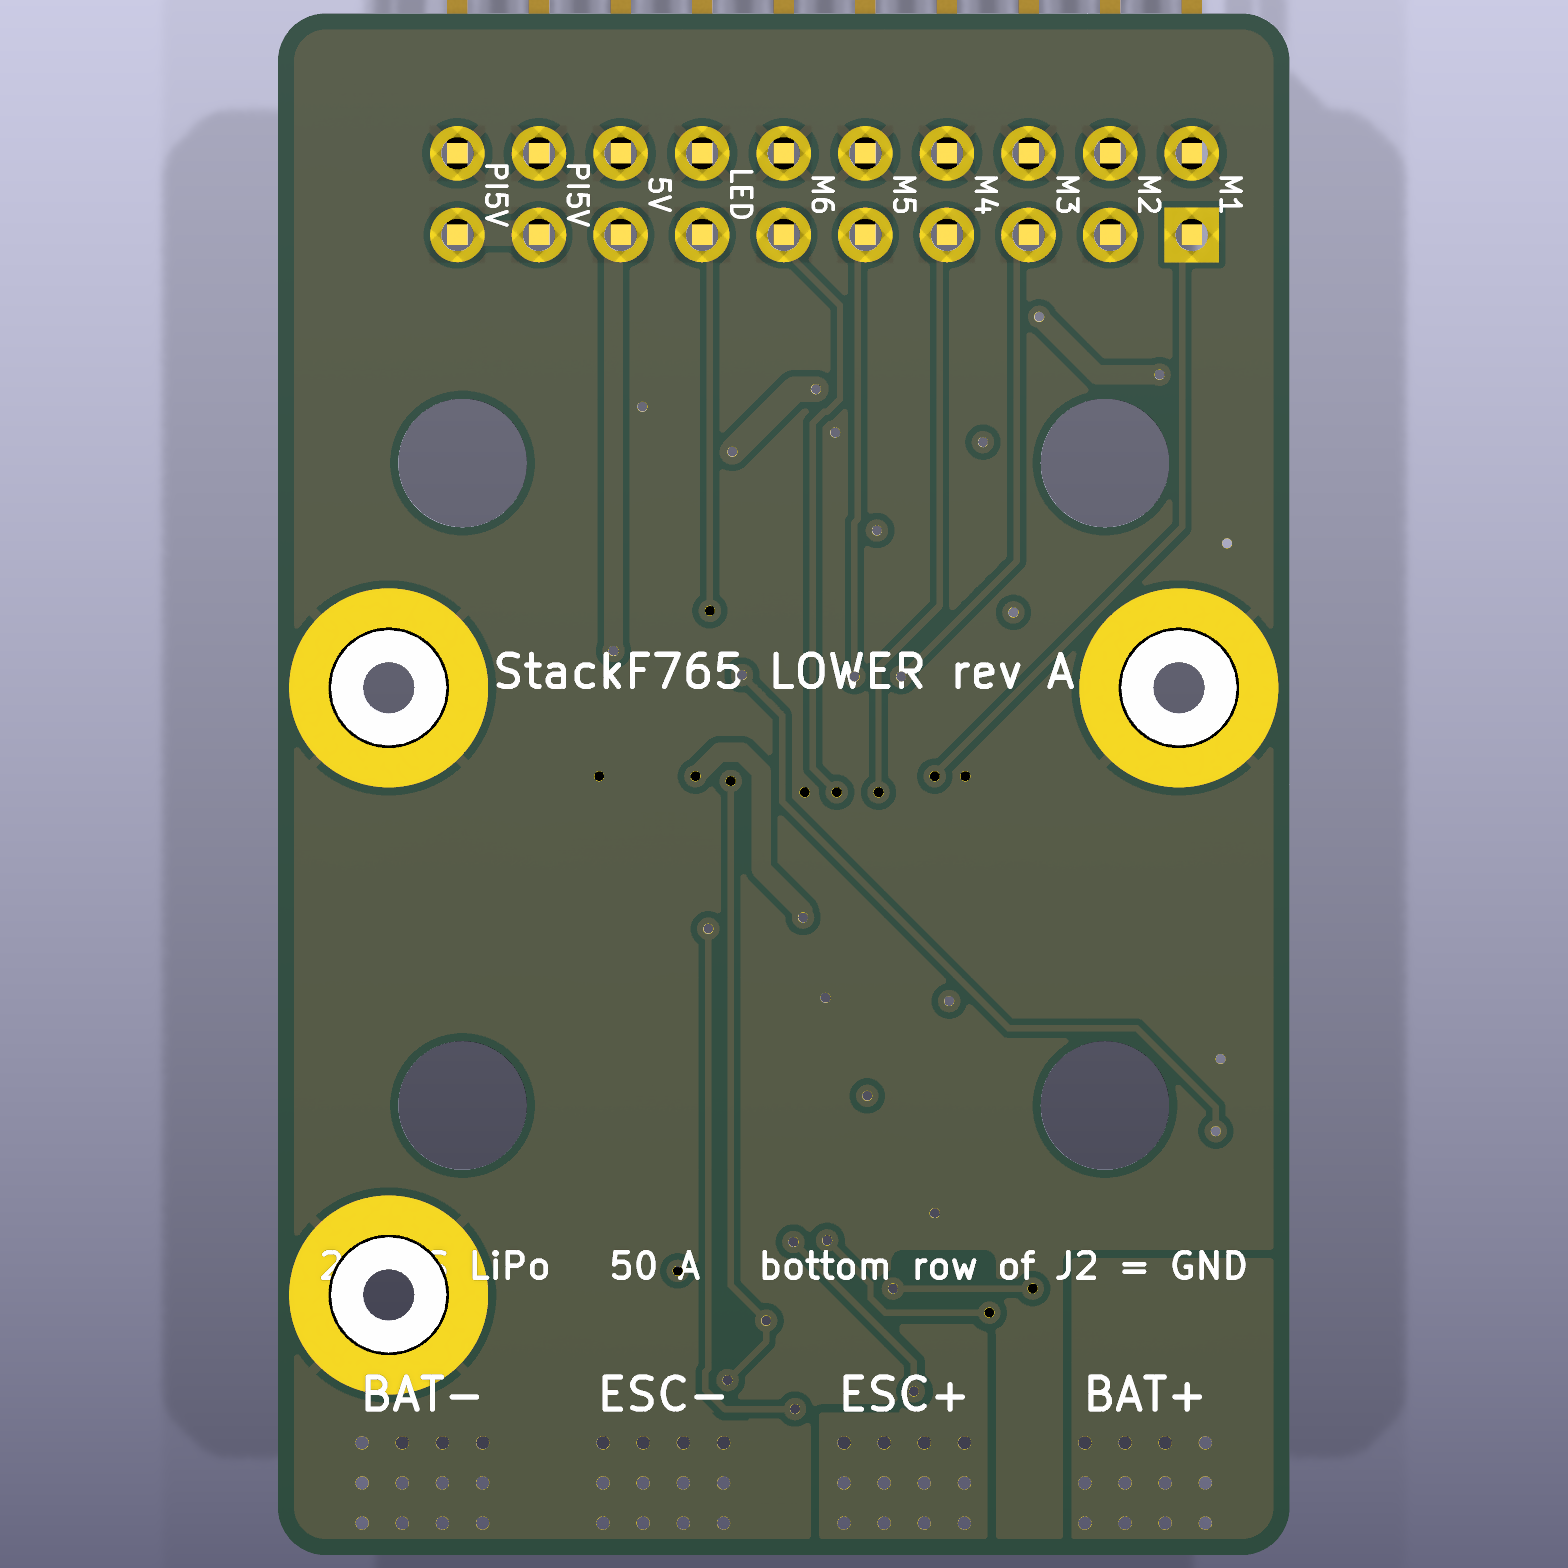 PI5V
PI5V
5V
LED
M6
M5
M4
M3
M2
M1
StackF765 LOWER rev A
LiPo 50 A bottom row of J2 = GND
BAT-
ESC-
ESC+
BAT+